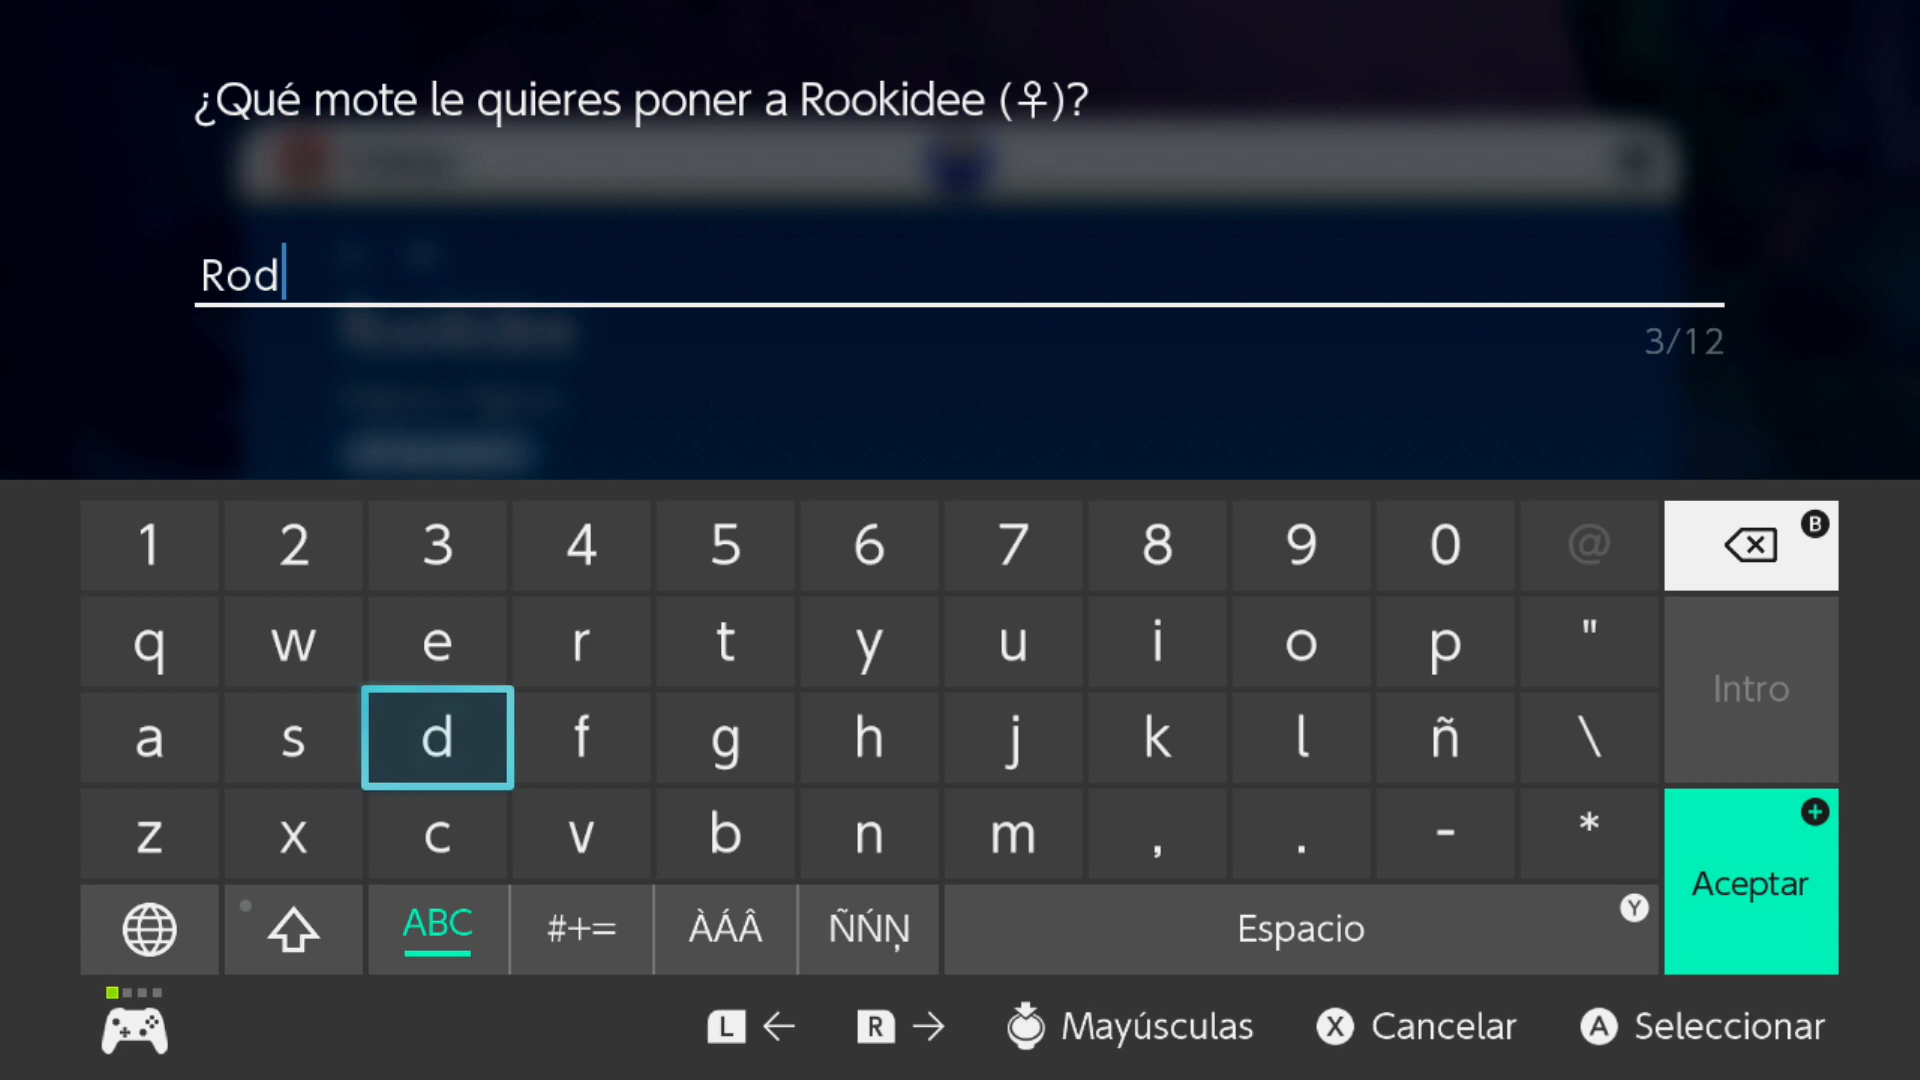 ¿Qué mote le quieres poner a Rookidee (♀)?
Rod
3/12
1 2 3 4 5 6 7 8 9 0 @ B
q w e r t y u i o p " Intro
a s d f g h j k l ñ \
z x c v b n m , . - * + Aceptar
ABC #+= ÀÁÂ ÑŃŅ Espacio Y
L ← R → Mayúsculas X Cancelar A Seleccionar